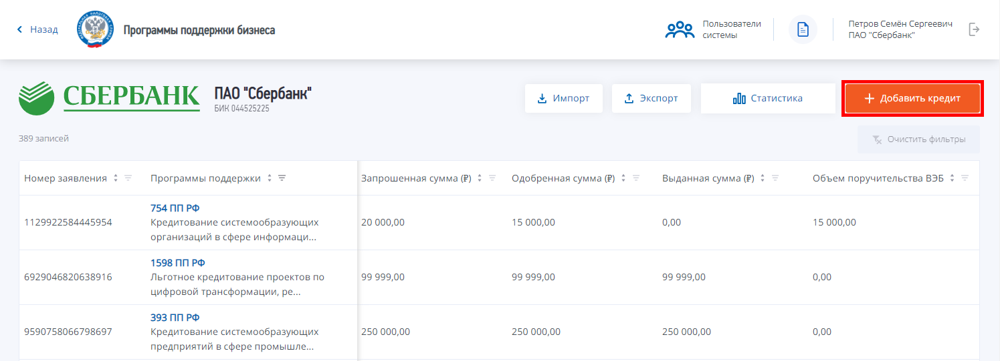 Назад
Программы поддержки бизнеса
Пользователи
системы
Петров Семён Сергеевич
ПАО "Сбербанк"
СБЕРБАНК
ПАО "Сбербанк"
БИК 044525225
Импорт
Экспорт
Статистика
Добавить кредит
389 записей
Очистить фильтры
Номер заявления
Программы поддержки
Запрошенная сумма (₽)
Одобренная сумма (₽)
Выданная сумма (₽)
Объем поручительства ВЭБ
1129922584445954
754 ПП РФ
Кредитование системообразующих
организаций в сфере информаци...
20 000,00
15 000,00
0,00
15 000,00
6929046820638916
1598 ПП РФ
Льготное кредитование проектов по
цифровой трансформации, ре...
99 999,00
99 999,00
99 999,00
0,00
9590758066798697
393 ПП РФ
Кредитование системообразующих
предприятий в сфере промышле...
250 000,00
250 000,00
250 000,00
0,00